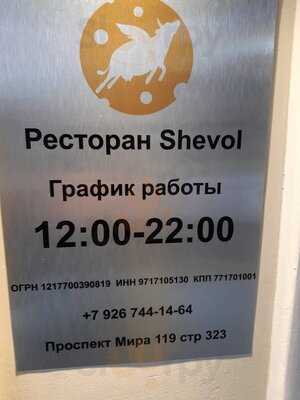 Ресторан Shevol
График работы
12:00-22:00
ОГРН 1217700390819 ИНН 9717105130 КПП 771701001
+7 926 744-14-64
Проспект Мира 119 стр 323